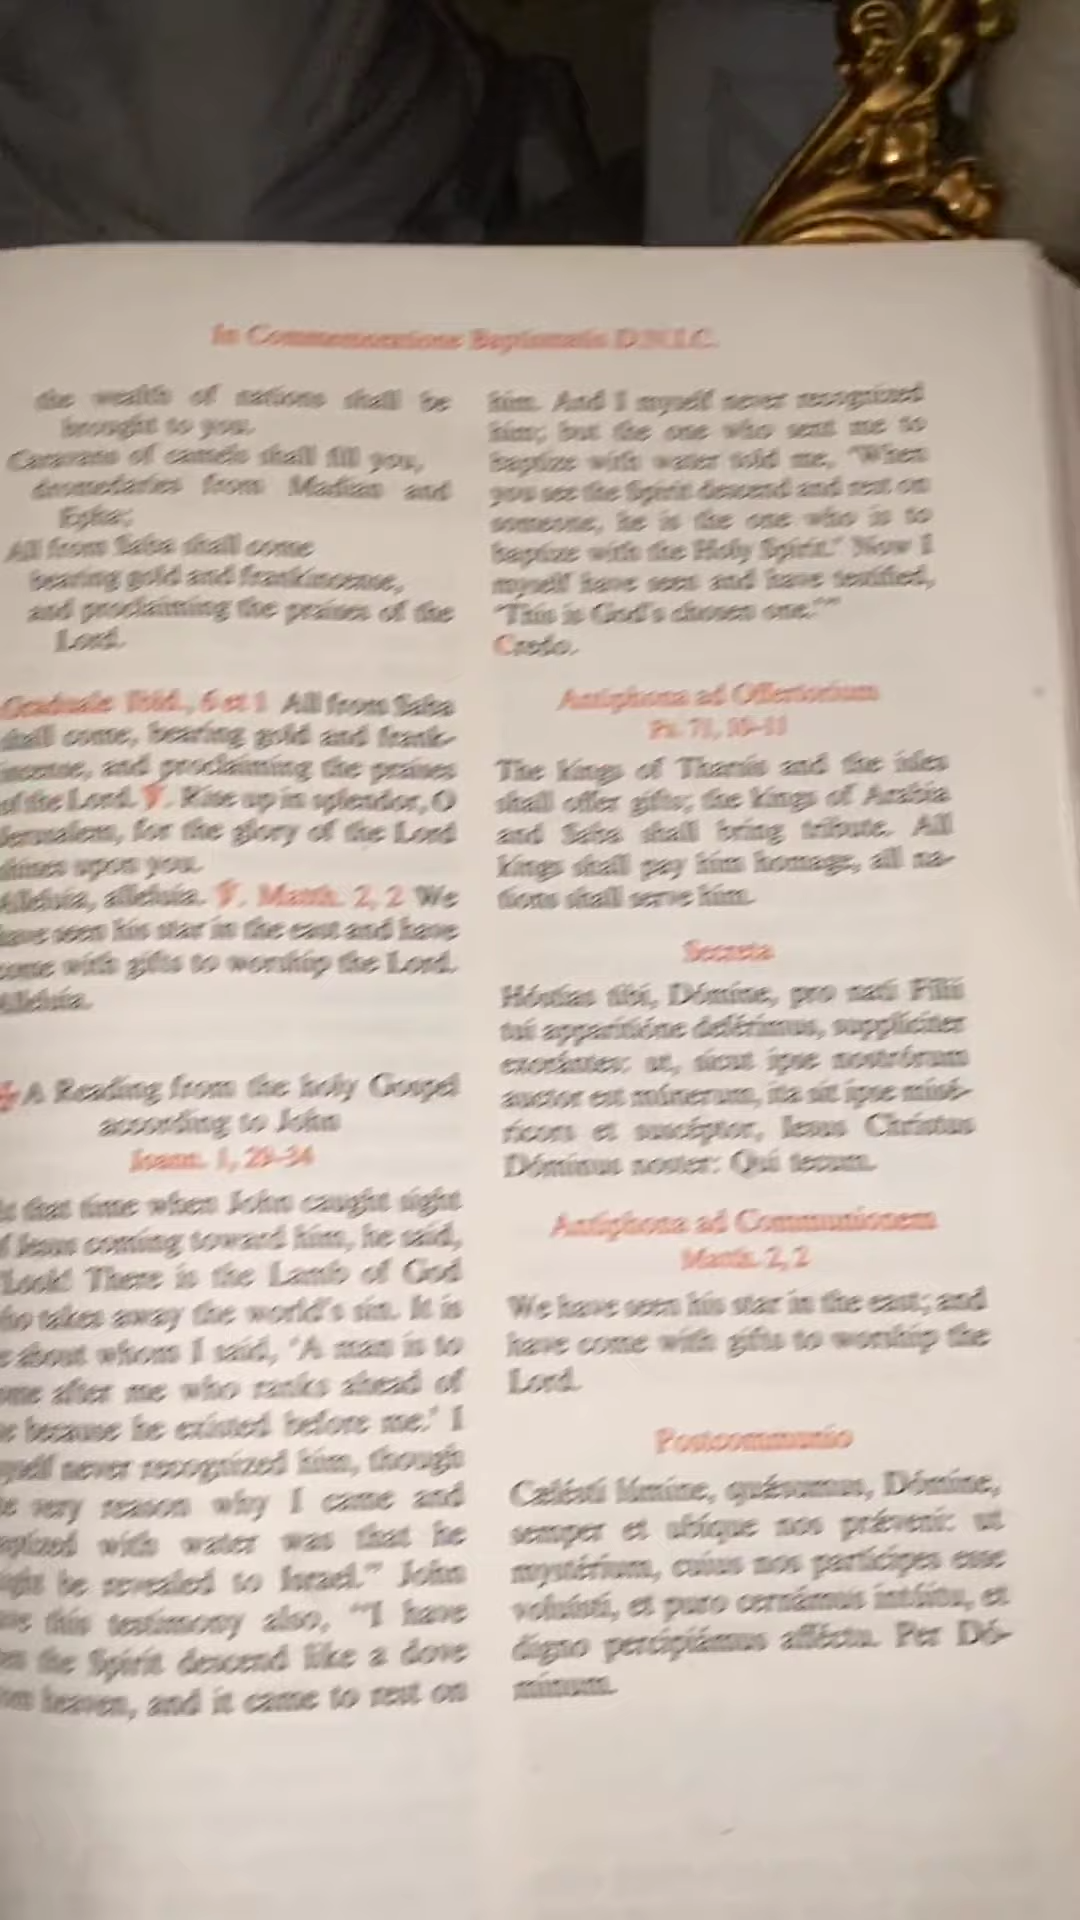 In Commemoratione Baptismatis D.N.I.C.
the wealth of nations shall be
brought to you.
Caravans of camels shall fill you,
dromedaries from Madian and
Epha;
All from Saba shall come
bearing gold and frankincense,
and proclaiming the praises of the
Lord.
Graduale Ibid., 6 et 1 All from Saba
shall come, bearing gold and frank-
incense, and proclaiming the praises
of the Lord. ℣. Rise up in splendor, O
Jerusalem, for the glory of the Lord
shines upon you.
Alleluia, alleluia. ℣. Matth. 2, 2 We
have seen his star in the east and have
come with gifts to worship the Lord.
Alleluia.
✠ A Reading from the holy Gospel
according to John
Joann. 1, 29-34
that time when John caught sight
Jesus coming toward him, he said,
"Look! There is the Lamb of God
who takes away the world's sin. It is
he about whom I said, 'A man is to
come after me who ranks ahead of
me because he existed before me.' I
myself never recognized him, though
the very reason why I came and
baptized with water was that he
might be revealed to Israel." John
gave this testimony also, "I have
seen the Spirit descend like a dove
from heaven, and it came to rest on
him. And I myself never recognized
him; but the one who sent me to
baptize with water told me, 'When
you see the Spirit descend and rest on
someone, he is the one who is to
baptize with the Holy Spirit.' Now I
myself have seen and have testified,
'This is God's chosen one.'"
Credo.
Antiphona ad Offertorium
Ps. 71, 10-11
The kings of Tharsis and the isles
shall offer gifts; the kings of Arabia
and Saba shall bring tribute. All
kings shall pay him homage, all na-
tions shall serve him.
Secreta
Hóstias tibi, Dómine, pro nati Fílii
tui apparitióne deférimus, supplíciter
exorántes: ut, sicut ipse nostrórum
auctor est múnerum, ita sit ipse misé-
ricors et suscéptor, Iesus Christus
Dóminus noster: Qui tecum.
Antiphona ad Communionem
Matth. 2, 2
We have seen his star in the east; and
have come with gifts to worship the
Lord.
Postcommunio
Cælésti lúmine, quǽsumus, Dómine,
semper et ubíque nos prǽveni: ut
mystérium, cuius nos partícipes esse
voluísti, et puro cernámus intúitu, et
digno percipiámus afféctu. Per Dó-
minum.